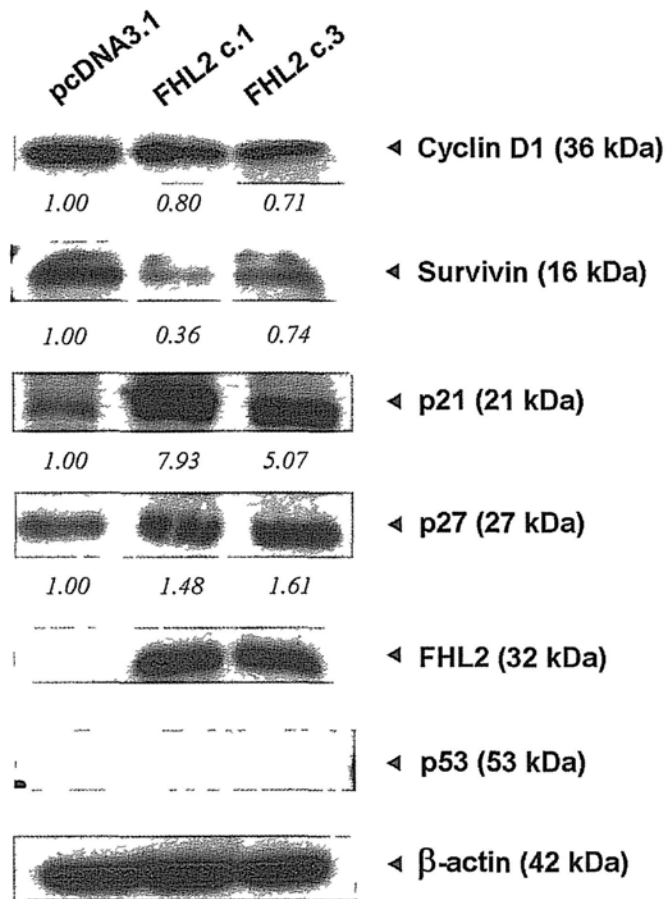 pcDNA3.1 FHL2 c.1 FHL2 c.3
Cyclin D1 (36 kDa)
1.00 0.80 0.71
Survivin (16 kDa)
1.00 0.36 0.74
p21 (21 kDa)
1.00 7.93 5.07
p27 (27 kDa)
1.00 1.48 1.61
FHL2 (32 kDa)
p53 (53 kDa)
β-actin (42 kDa)